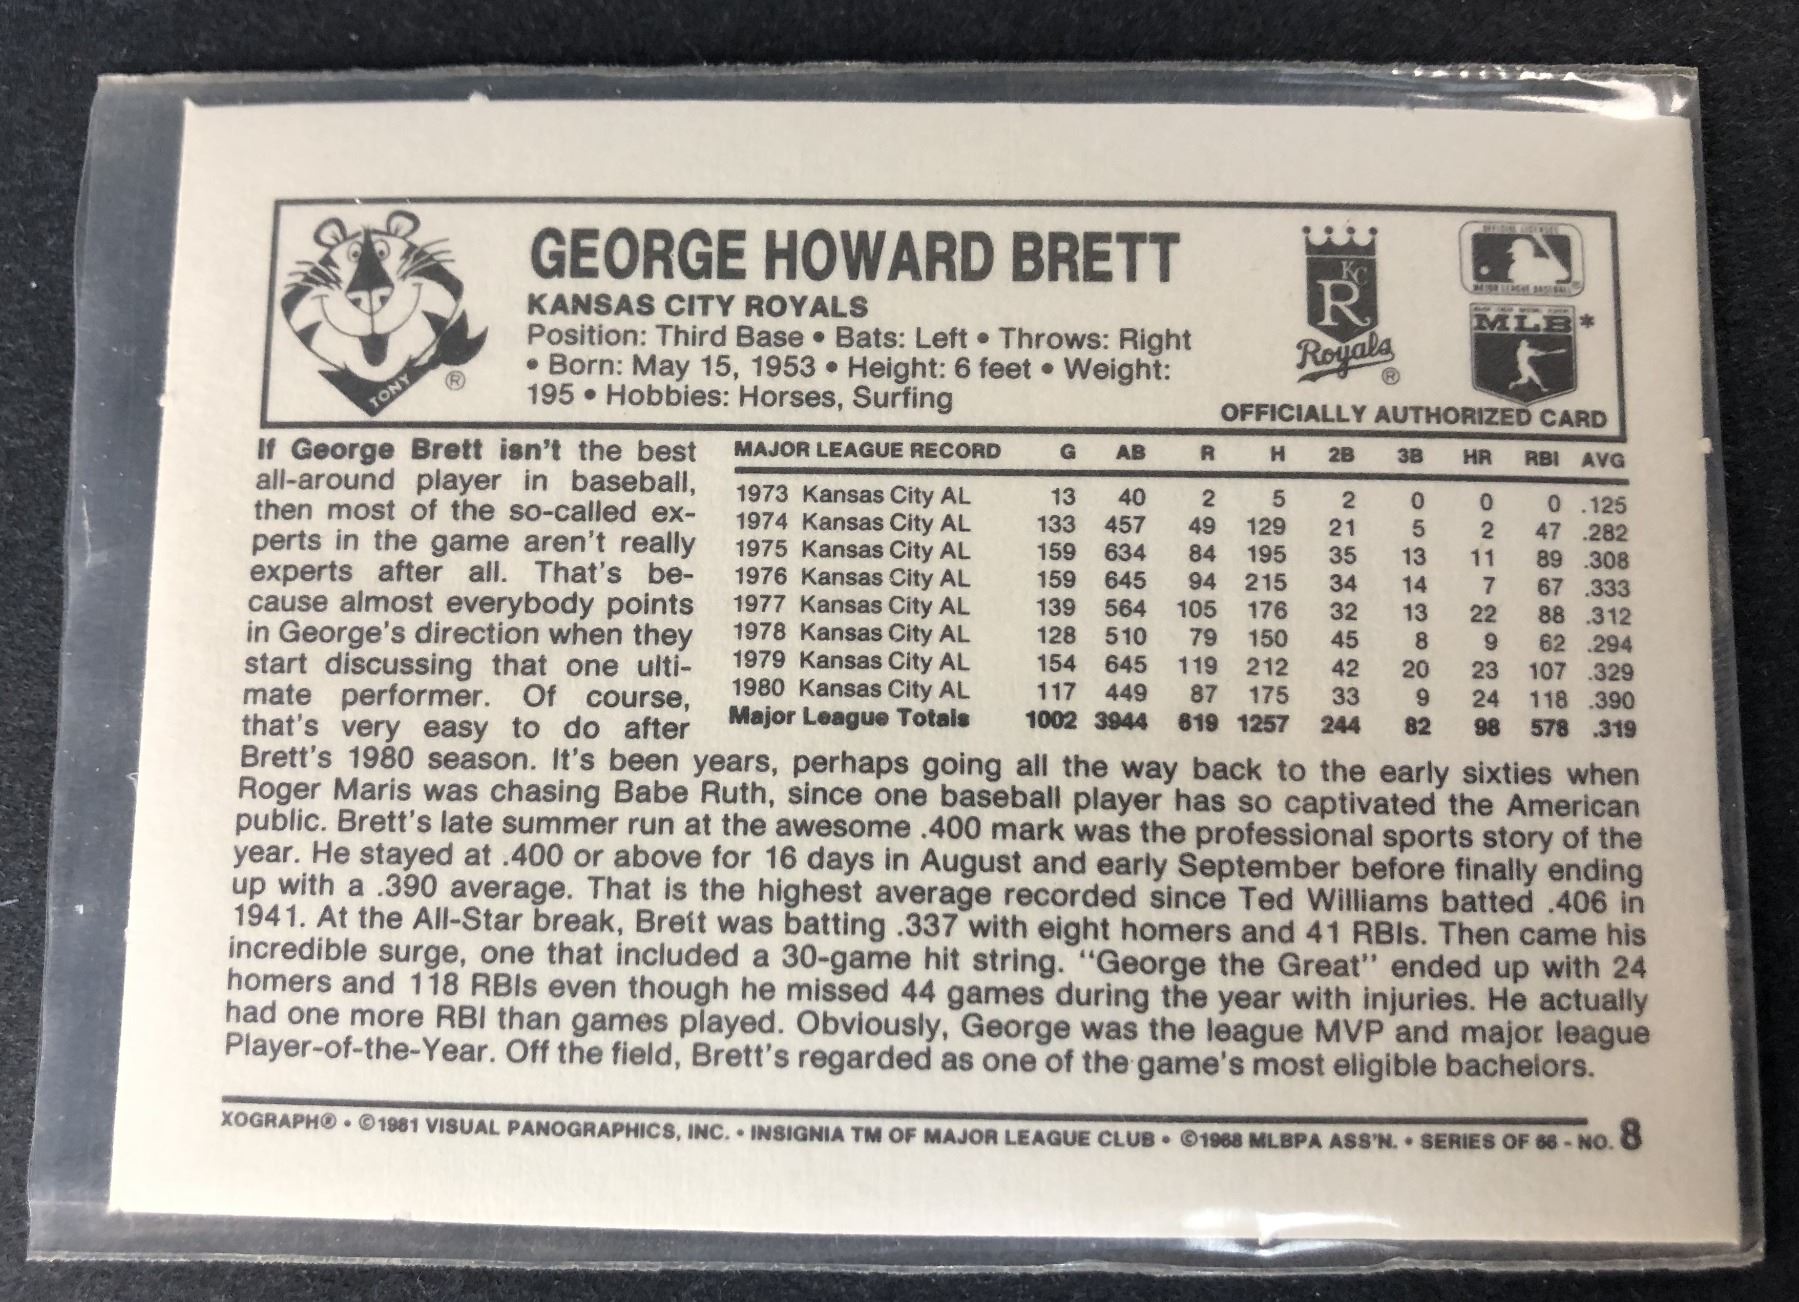 TONY
®
GEORGE HOWARD BRETT
KANSAS CITY ROYALS
Position: Third Base • Bats: Left • Throws: Right
• Born: May 15, 1953 • Height: 6 feet • Weight:
195 • Hobbies: Horses, Surfing
KC
R
Royals
®
OFFICIAL LICENSEE
MAJOR LEAGUE BASEBALL®
MLB*
OFFICIALLY AUTHORIZED CARD
If George Brett isn't the best
all-around player in baseball,
then most of the so-called ex-
perts in the game aren't really
experts after all. That's be-
cause almost everybody points
in George's direction when they
start discussing that one ulti-
mate performer. Of course,
that's very easy to do after
MAJOR LEAGUE RECORD G AB R H 2B 3B HR RBI AVG
1973 Kansas City AL 13 40 2 5 2 0 0 0 .125
1974 Kansas City AL 133 457 49 129 21 5 2 47 .282
1975 Kansas City AL 159 634 84 195 35 13 11 89 .308
1976 Kansas City AL 159 645 94 215 34 14 7 67 .333
1977 Kansas City AL 139 564 105 176 32 13 22 88 .312
1978 Kansas City AL 128 510 79 150 45 8 9 62 .294
1979 Kansas City AL 154 645 119 212 42 20 23 107 .329
1980 Kansas City AL 117 449 87 175 33 9 24 118 .390
Major League Totals 1002 3944 619 1257 244 82 98 578 .319
Brett's 1980 season. It's been years, perhaps going all the way back to the early sixties when
Roger Maris was chasing Babe Ruth, since one baseball player has so captivated the American
public. Brett's late summer run at the awesome .400 mark was the professional sports story of the
year. He stayed at .400 or above for 16 days in August and early September before finally ending
up with a .390 average. That is the highest average recorded since Ted Williams batted .406 in
1941. At the All-Star break, Brett was batting .337 with eight homers and 41 RBIs. Then came his
incredible surge, one that included a 30-game hit string. "George the Great" ended up with 24
homers and 118 RBIs even though he missed 44 games during the year with injuries. He actually
had one more RBI than games played. Obviously, George was the league MVP and major league
Player-of-the-Year. Off the field, Brett's regarded as one of the game's most eligible bachelors.
XOGRAPH® • ©1981 VISUAL PANOGRAPHICS, INC. • INSIGNIA TM OF MAJOR LEAGUE CLUB • ©1968 MLBPA ASS'N. • SERIES OF 66 - NO. 8